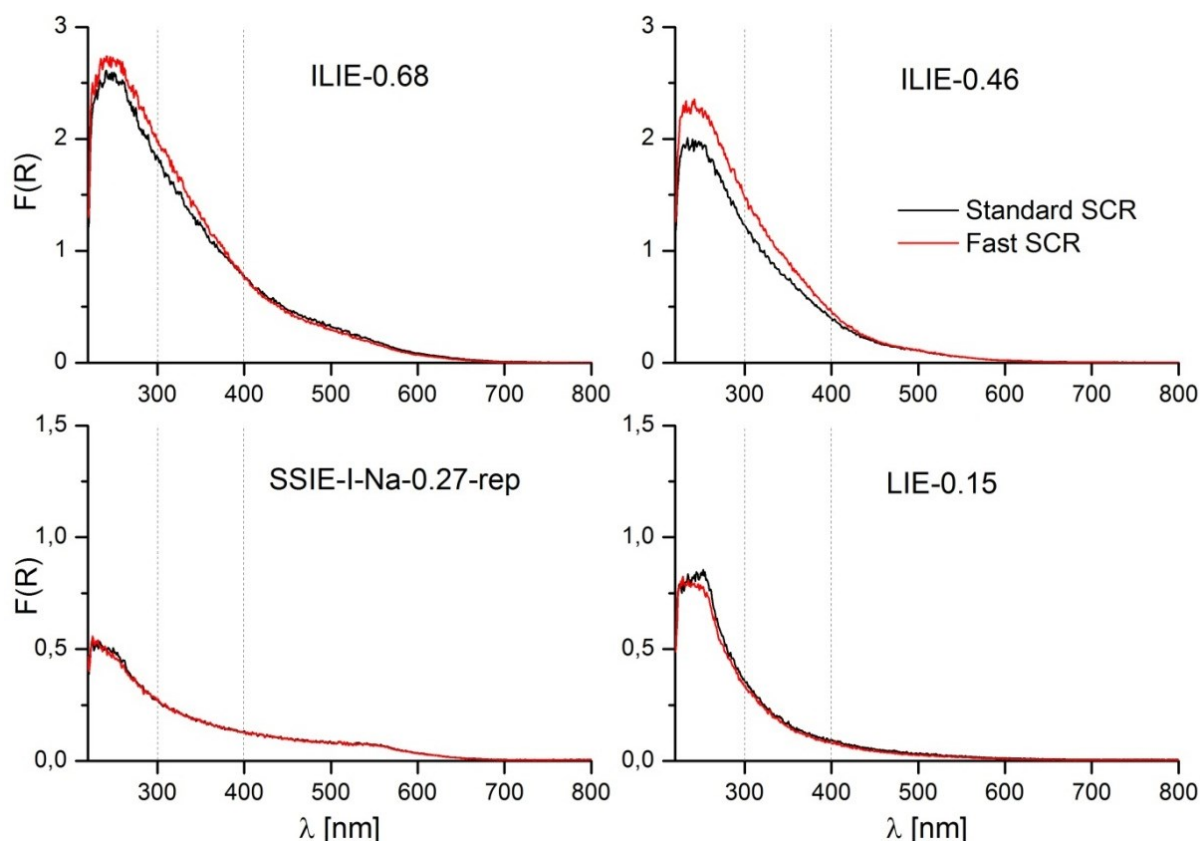 3
2
1
0
F(R)
ILIE-0.68
300 400 500 600 700 800
3
2
1
0
ILIE-0.46
Standard SCR
Fast SCR
300 400 500 600 700 800
1,5
1,0
0,5
0,0
F(R)
SSIE-I-Na-0.27-rep
300 400 500 600 700 800
λ [nm]
1,5
1,0
0,5
0,0
LIE-0.15
300 400 500 600 700 800
λ [nm]